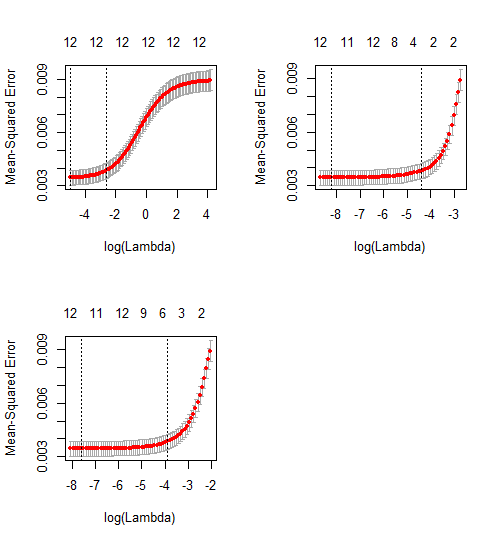 12 12 12 12 12 12
Mean-Squared Error
0.003 0.006 0.009
-4 -2 0 2 4
log(Lambda)
12 11 12 8 4 2 2
Mean-Squared Error
0.003 0.006 0.009
-8 -7 -6 -5 -4 -3
log(Lambda)
12 11 12 9 6 3 2
Mean-Squared Error
0.003 0.006 0.009
-8 -7 -6 -5 -4 -3 -2
log(Lambda)